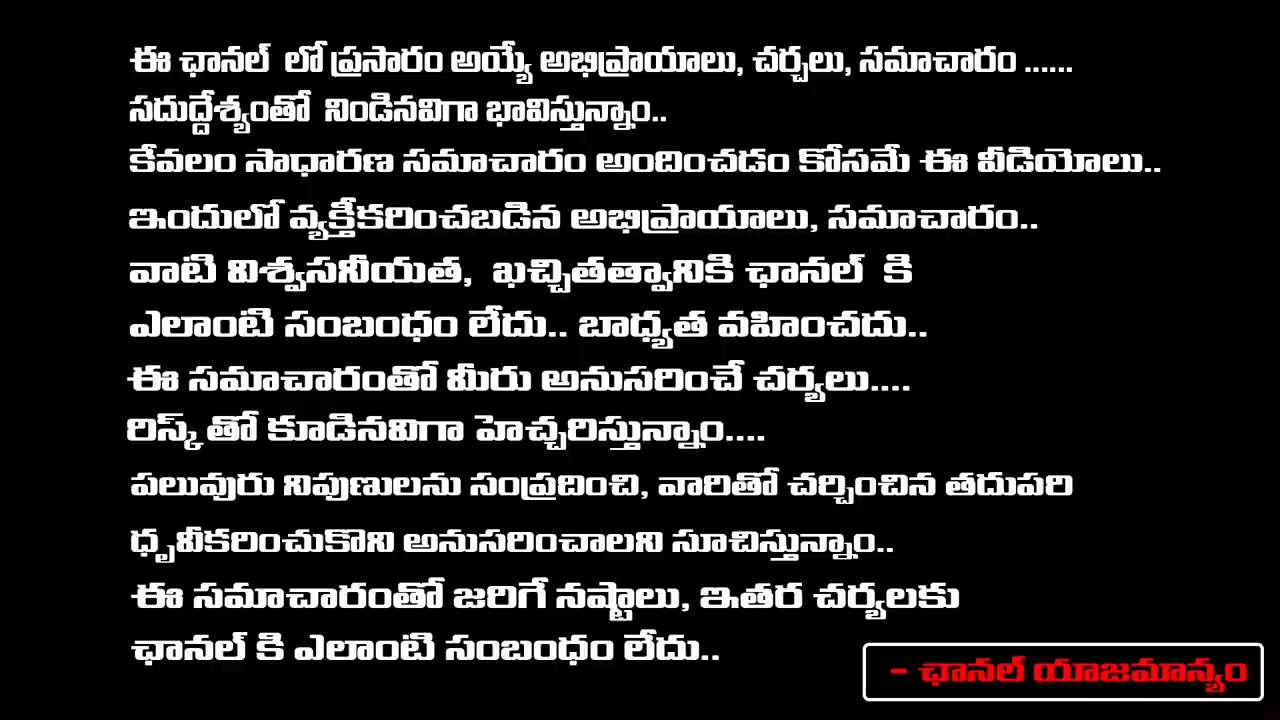 ఈ ఛానల్ లో ప్రసారం అయ్యే అభిప్రాయాలు, చర్చలు, సమాచారం ......
సదుద్దేశ్యంతో నిండినవిగా భావిస్తున్నాం..
కేవలం సాధారణ సమాచారం అందించడం కోసమే ఈ వీడియోలు..
ఇందులో వ్యక్తీకరించబడిన అభిప్రాయాలు, సమాచారం..
వాటి విశ్వసనీయత, ఖచ్చితత్వానికి ఛానల్ కి
ఎలాంటి సంబంధం లేదు.. బాధ్యత వహించదు..
ఈ సమాచారంతో మీరు అనుసరించే చర్యలు....
రిస్క్ తో కూడినవిగా హెచ్చరిస్తున్నాం....
పలువురు నిపుణులను సంప్రదించి, వారితో చర్చించిన తదుపరి
ధృవీకరించుకొని అనుసరించాలని సూచిస్తున్నాం..
ఈ సమాచారంతో జరిగే నష్టాలు, ఇతర చర్యలకు
ఛానల్ కి ఎలాంటి సంబంధం లేదు..
- ఛానల్ యాజమాన్యం